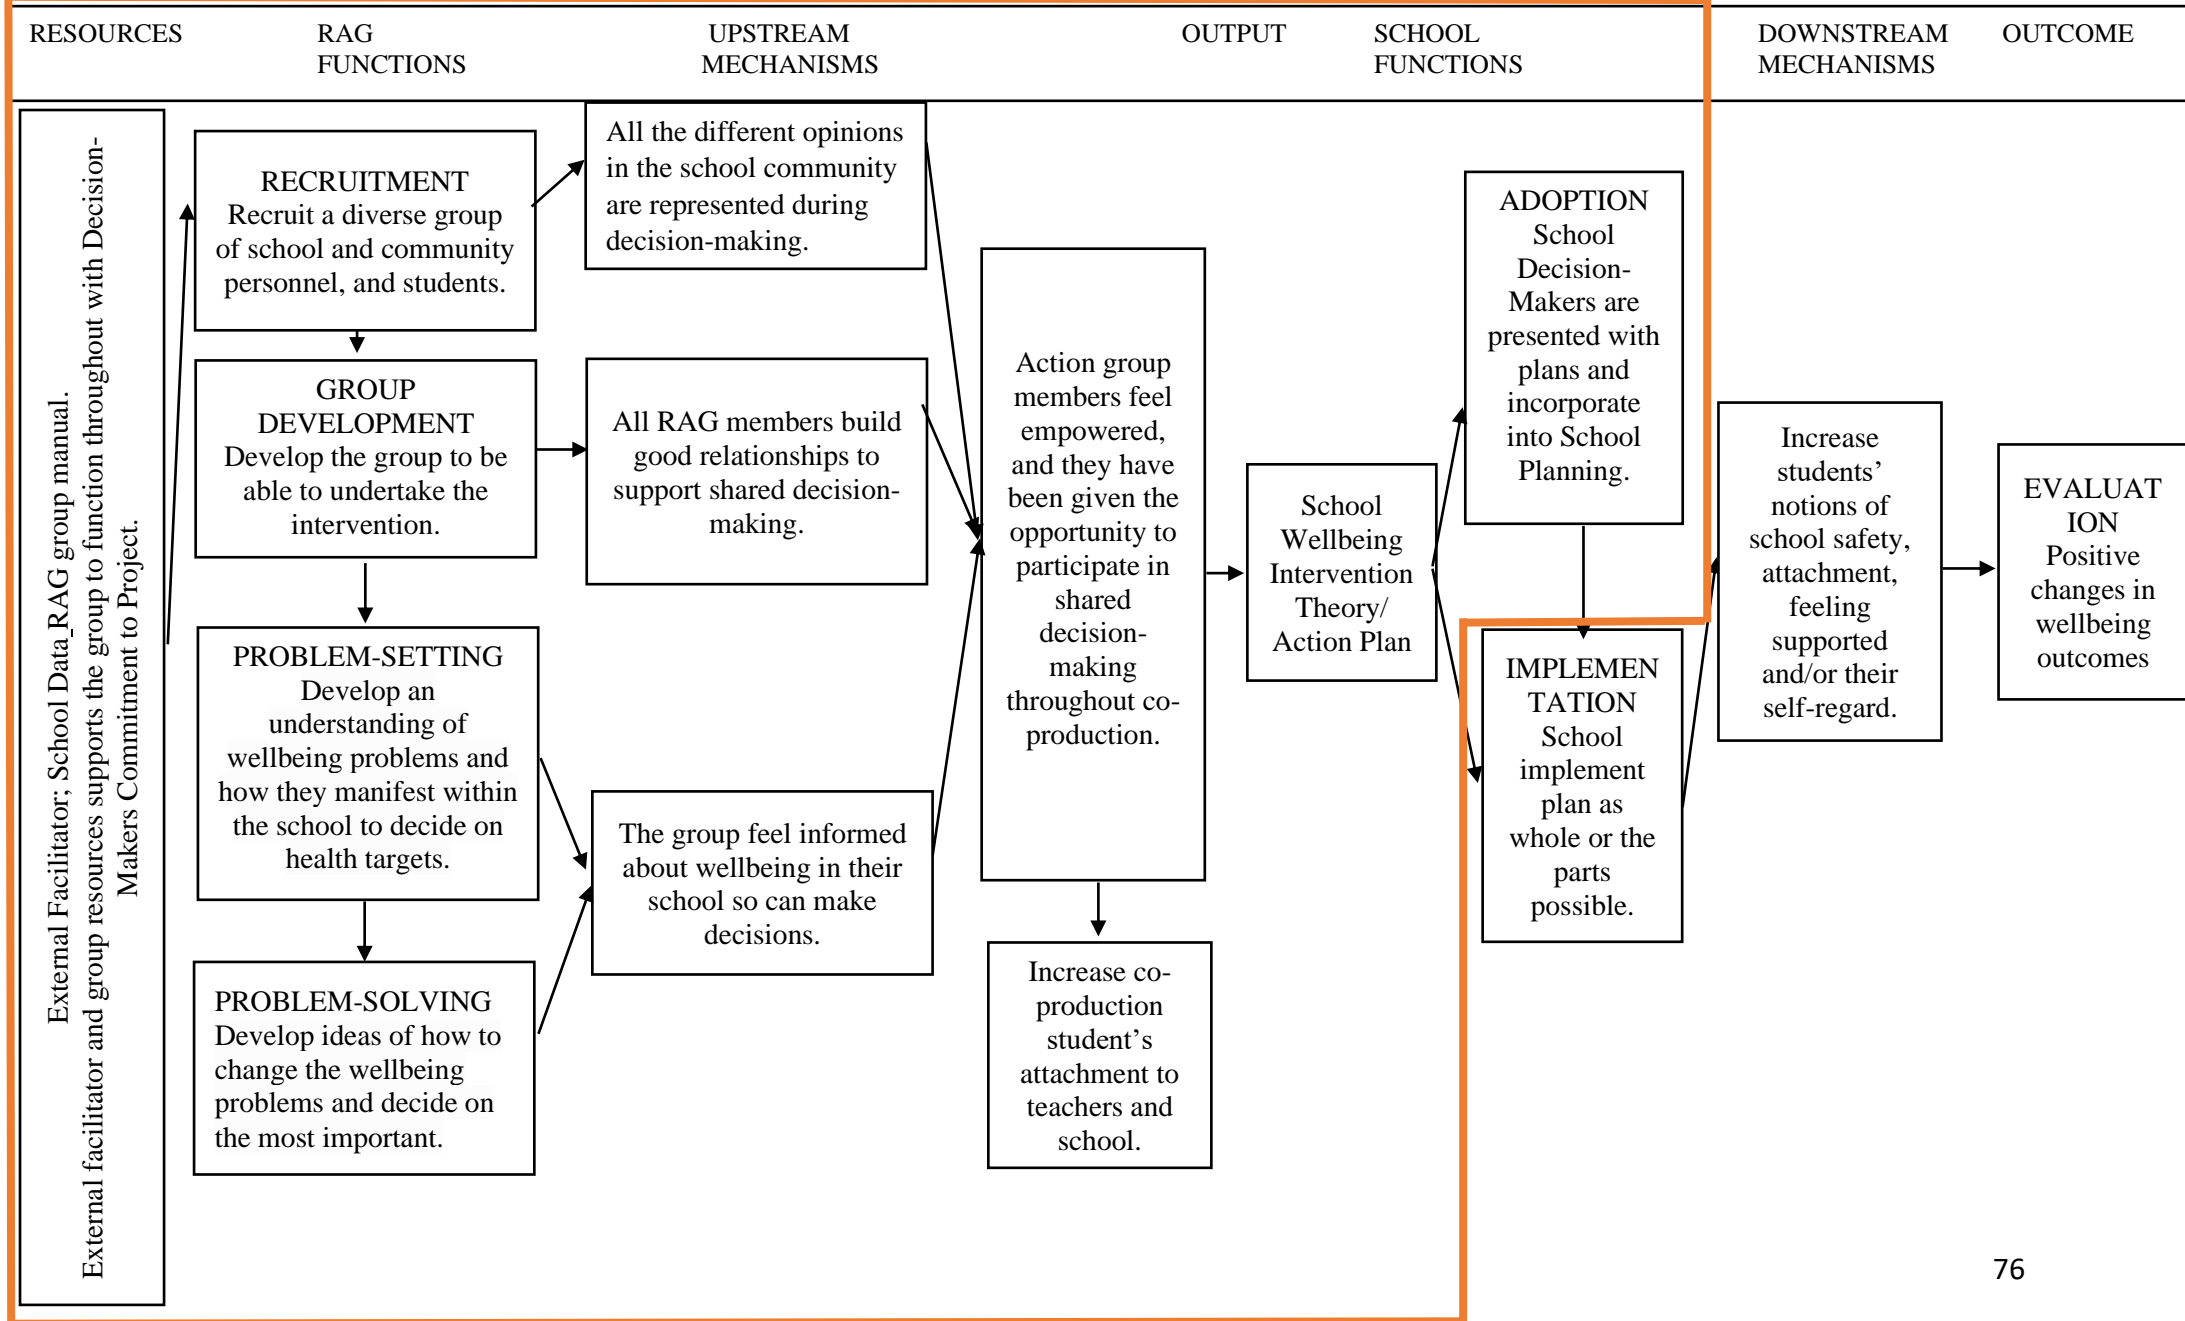 RESOURCES
RAG
FUNCTIONS
UPSTREAM
MECHANISMS
OUTPUT
SCHOOL
FUNCTIONS
DOWNSTREAM
MECHANISMS
OUTCOME
External Facilitator; School Data RAG group manual.
External facilitator and group resources supports the group to function throughout with Decision-
Makers Commitment to Project.
RECRUITMENT
Recruit a diverse group
of school and community
personnel, and students.
GROUP
DEVELOPMENT
Develop the group to be
able to undertake the
intervention.
PROBLEM-SETTING
Develop an
understanding of
wellbeing problems and
how they manifest within
the school to decide on
health targets.
PROBLEM-SOLVING
Develop ideas of how to
change the wellbeing
problems and decide on
the most important.
All the different opinions
in the school community
are represented during
decision-making.
All RAG members build
good relationships to
support shared decision-
making.
The group feel informed
about wellbeing in their
school so can make
decisions.
Action group
members feel
empowered,
and they have
been given the
opportunity to
participate in
shared
decision-
making
throughout co-
production.
Increase co-
production
student’s
attachment to
teachers and
school.
School
Wellbeing
Intervention
Theory/
Action Plan
ADOPTION
School
Decision-
Makers are
presented with
plans and
incorporate
into School
Planning.
IMPLEMEN
TATION
School
implement
plan as
whole or the
parts
possible.
Increase
students’
notions of
school safety,
attachment,
feeling
supported
and/or their
self-regard.
EVALUAT
ION
Positive
changes in
wellbeing
outcomes
76